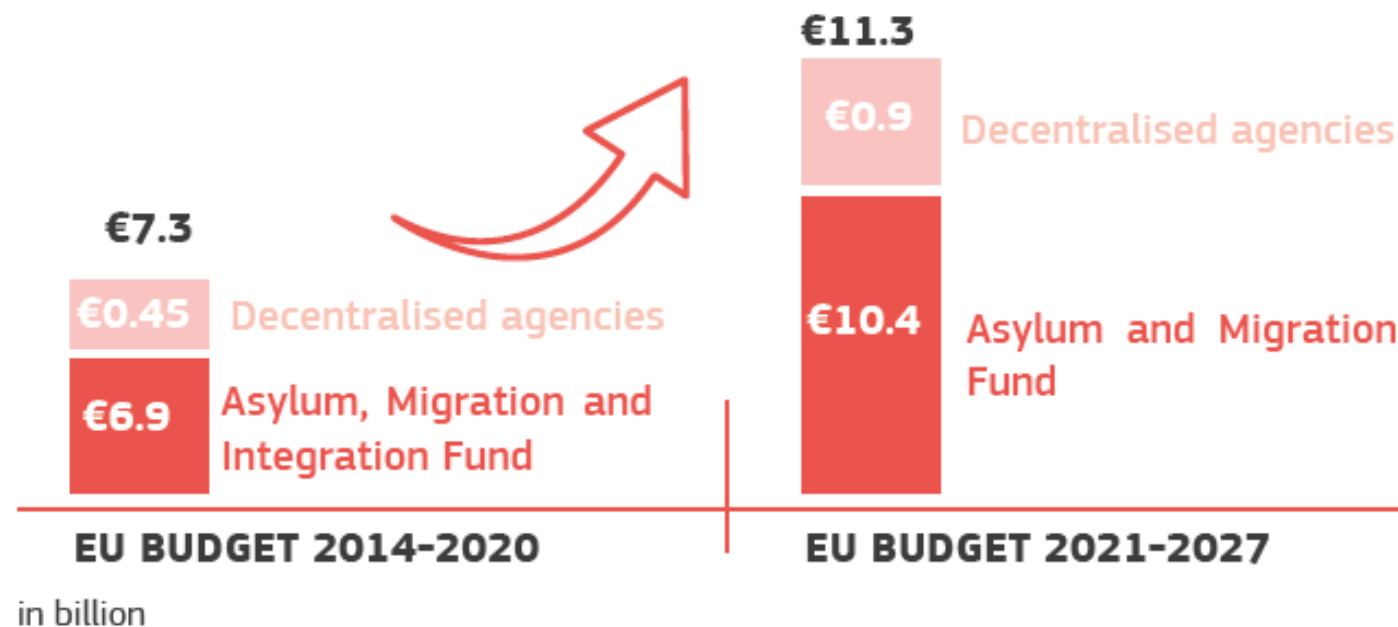 €7.3
€0.45 Decentralised agencies
€6.9 Asylum, Migration and
Integration Fund
EU BUDGET 2014-2020
€11.3
€0.9 Decentralised agencies
€10.4 Asylum and Migration
Fund
EU BUDGET 2021-2027
in billion